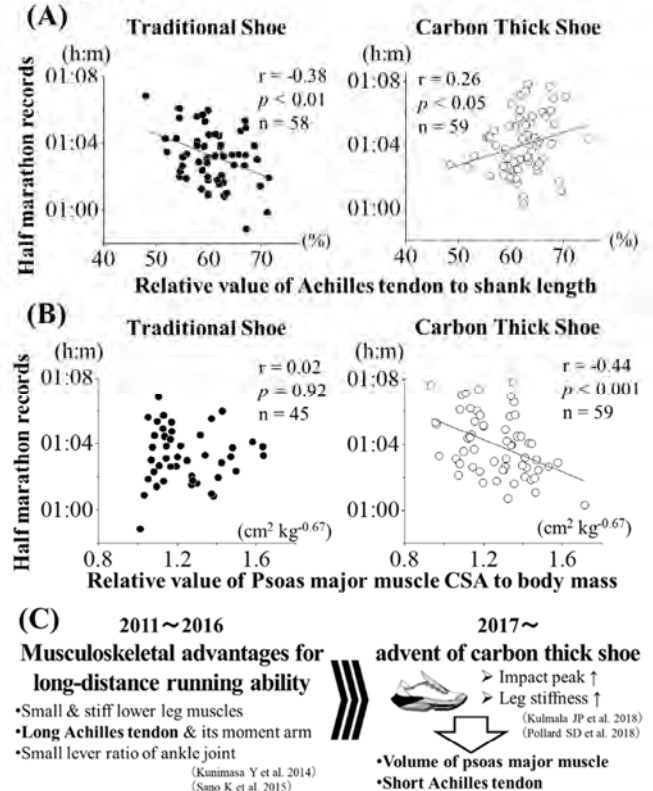 (A)
Traditional Shoe
Carbon Thick Shoe
Half marathon records
(h:m)
01:08
01:04
01:00
r = -0.38
p < 0.01
n = 58
40 50 60 70
(%)
(h:m)
01:08
01:04
01:00
r = 0.26
p < 0.05
n = 59
40 50 60 70
(%)
Relative value of Achilles tendon to shank length
(B)
Traditional Shoe
Carbon Thick Shoe
Half marathon records
(h:m)
01:08
01:04
01:00
r = 0.02
p = 0.92
n = 45
(cm² kg⁻⁰·⁶⁷)
0.8 1.2 1.6
(h:m)
01:08
01:04
01:00
r = -0.44
p < 0.001
n = 59
(cm² kg⁻⁰·⁶⁷)
0.8 1.2 1.6
Relative value of Psoas major muscle CSA to body mass
(C)
2011～2016
Musculoskeletal advantages for
long-distance running ability
•Small & stiff lower leg muscles
•Long Achilles tendon & its moment arm
•Small lever ratio of ankle joint
(Kunimasa Y et al. 2014)
(Sano K et al. 2015)
2017～
advent of carbon thick shoe
➢ Impact peak ↑
➢ Leg stiffness ↑
(Kulmala JP et al. 2018)
(Pollard SD et al. 2018)
•Volume of psoas major muscle
•Short Achilles tendon